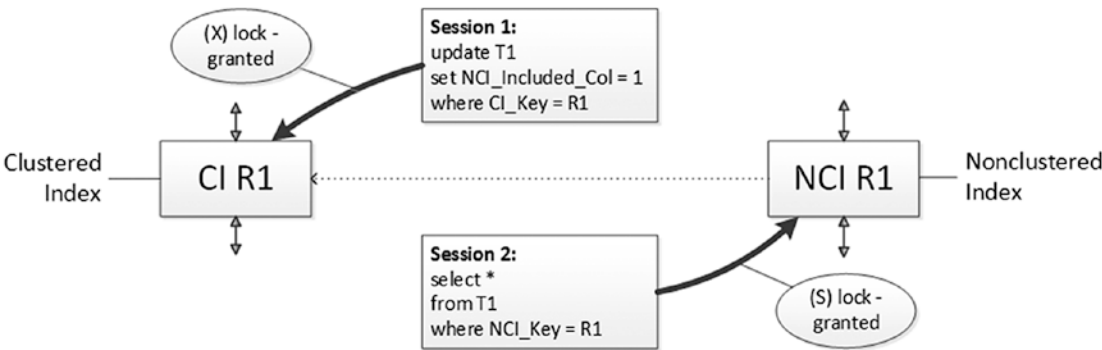 (X) lock -
granted
Session 1:
update T1
set NCI_Included_Col = 1
where CI_Key = R1
Clustered
Index
CI R1
NCI R1
Nonclustered
Index
Session 2:
select *
from T1
where NCI_Key = R1
(S) lock -
granted